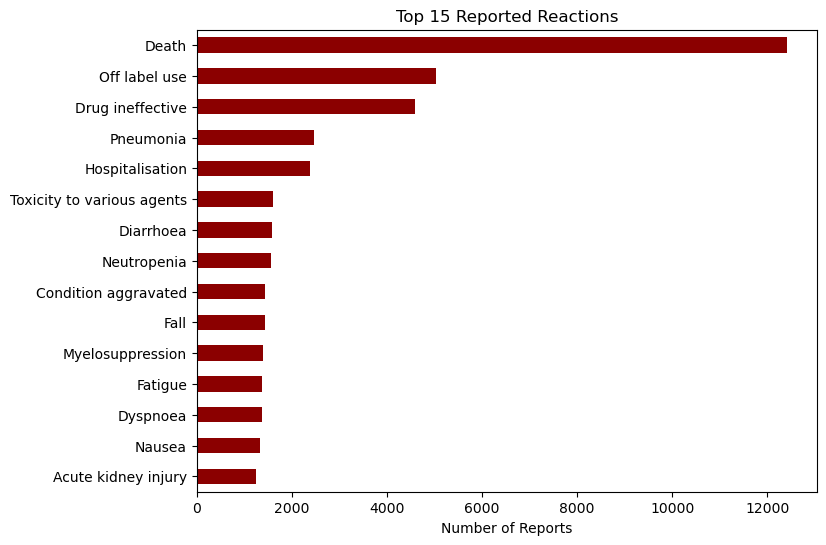 Top 15 Reported Reactions
Death
Off label use
Drug ineffective
Pneumonia
Hospitalisation
Toxicity to various agents
Diarrhoea
Neutropenia
Condition aggravated
Fall
Myelosuppression
Fatigue
Dyspnoea
Nausea
Acute kidney injury
0 2000 4000 6000 8000 10000 12000
Number of Reports